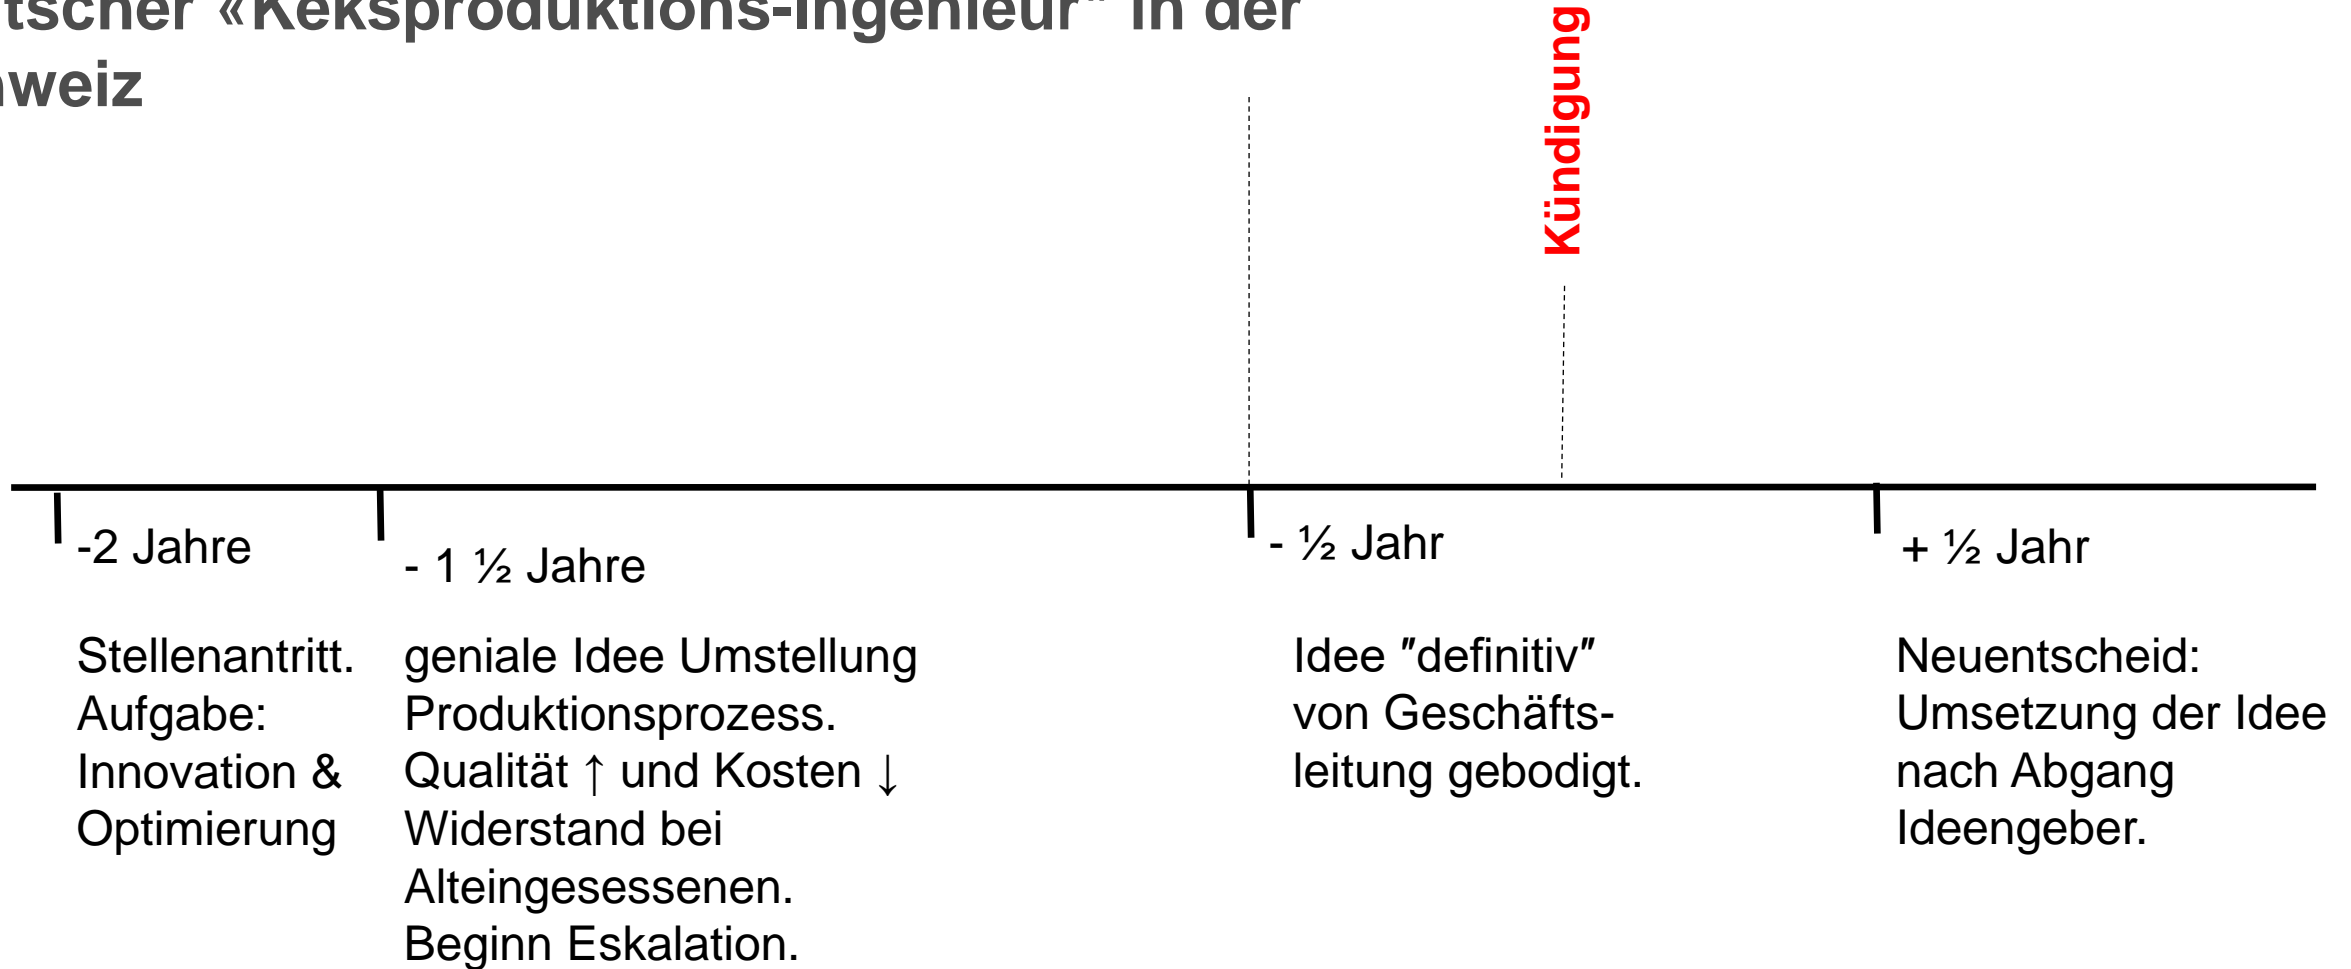 tscher «Keksproduktions-Ingenieur" in der
weiz
Kündigung
-2 Jahre
- 1 ½ Jahre
- ½ Jahr
+ ½ Jahr
Stellenantritt.
Aufgabe:
Innovation &
Optimierung
geniale Idee Umstellung
Produktionsprozess.
Qualität ↑ und Kosten ↓
Widerstand bei
Alteingesessenen.
Beginn Eskalation.
Idee "definitiv"
von Geschäfts-
leitung gebodigt.
Neuentscheid:
Umsetzung der Idee
nach Abgang
Ideengeber.